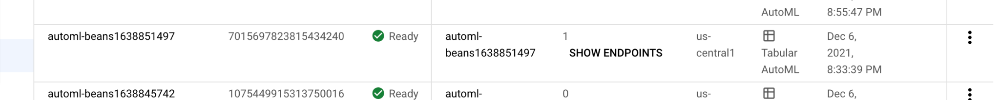 AutoML 8:55:47 PM
automl-beans1638851497 7015697823815434240 Ready automl- 1 us- Dec 6,
beans1638851497 SHOW ENDPOINTS central1 Tabular 2021,
AutoML 8:33:39 PM
automl-beans1638845742 1075449915313750016 Ready automl- 0 us- Dec 6,